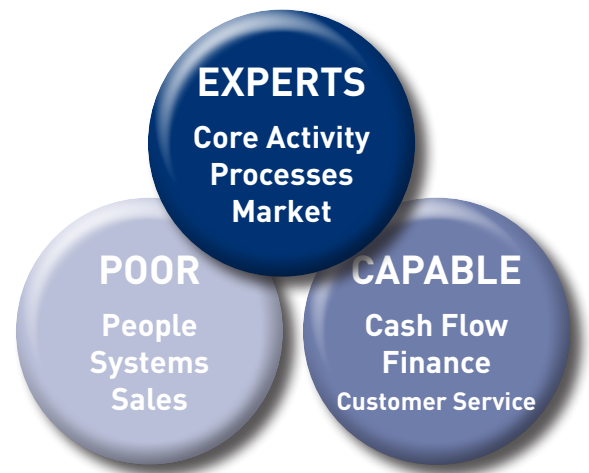 EXPERTS
Core Activity
Processes
Market
POOR
People
Systems
Sales
CAPABLE
Cash Flow
Finance
Customer Service